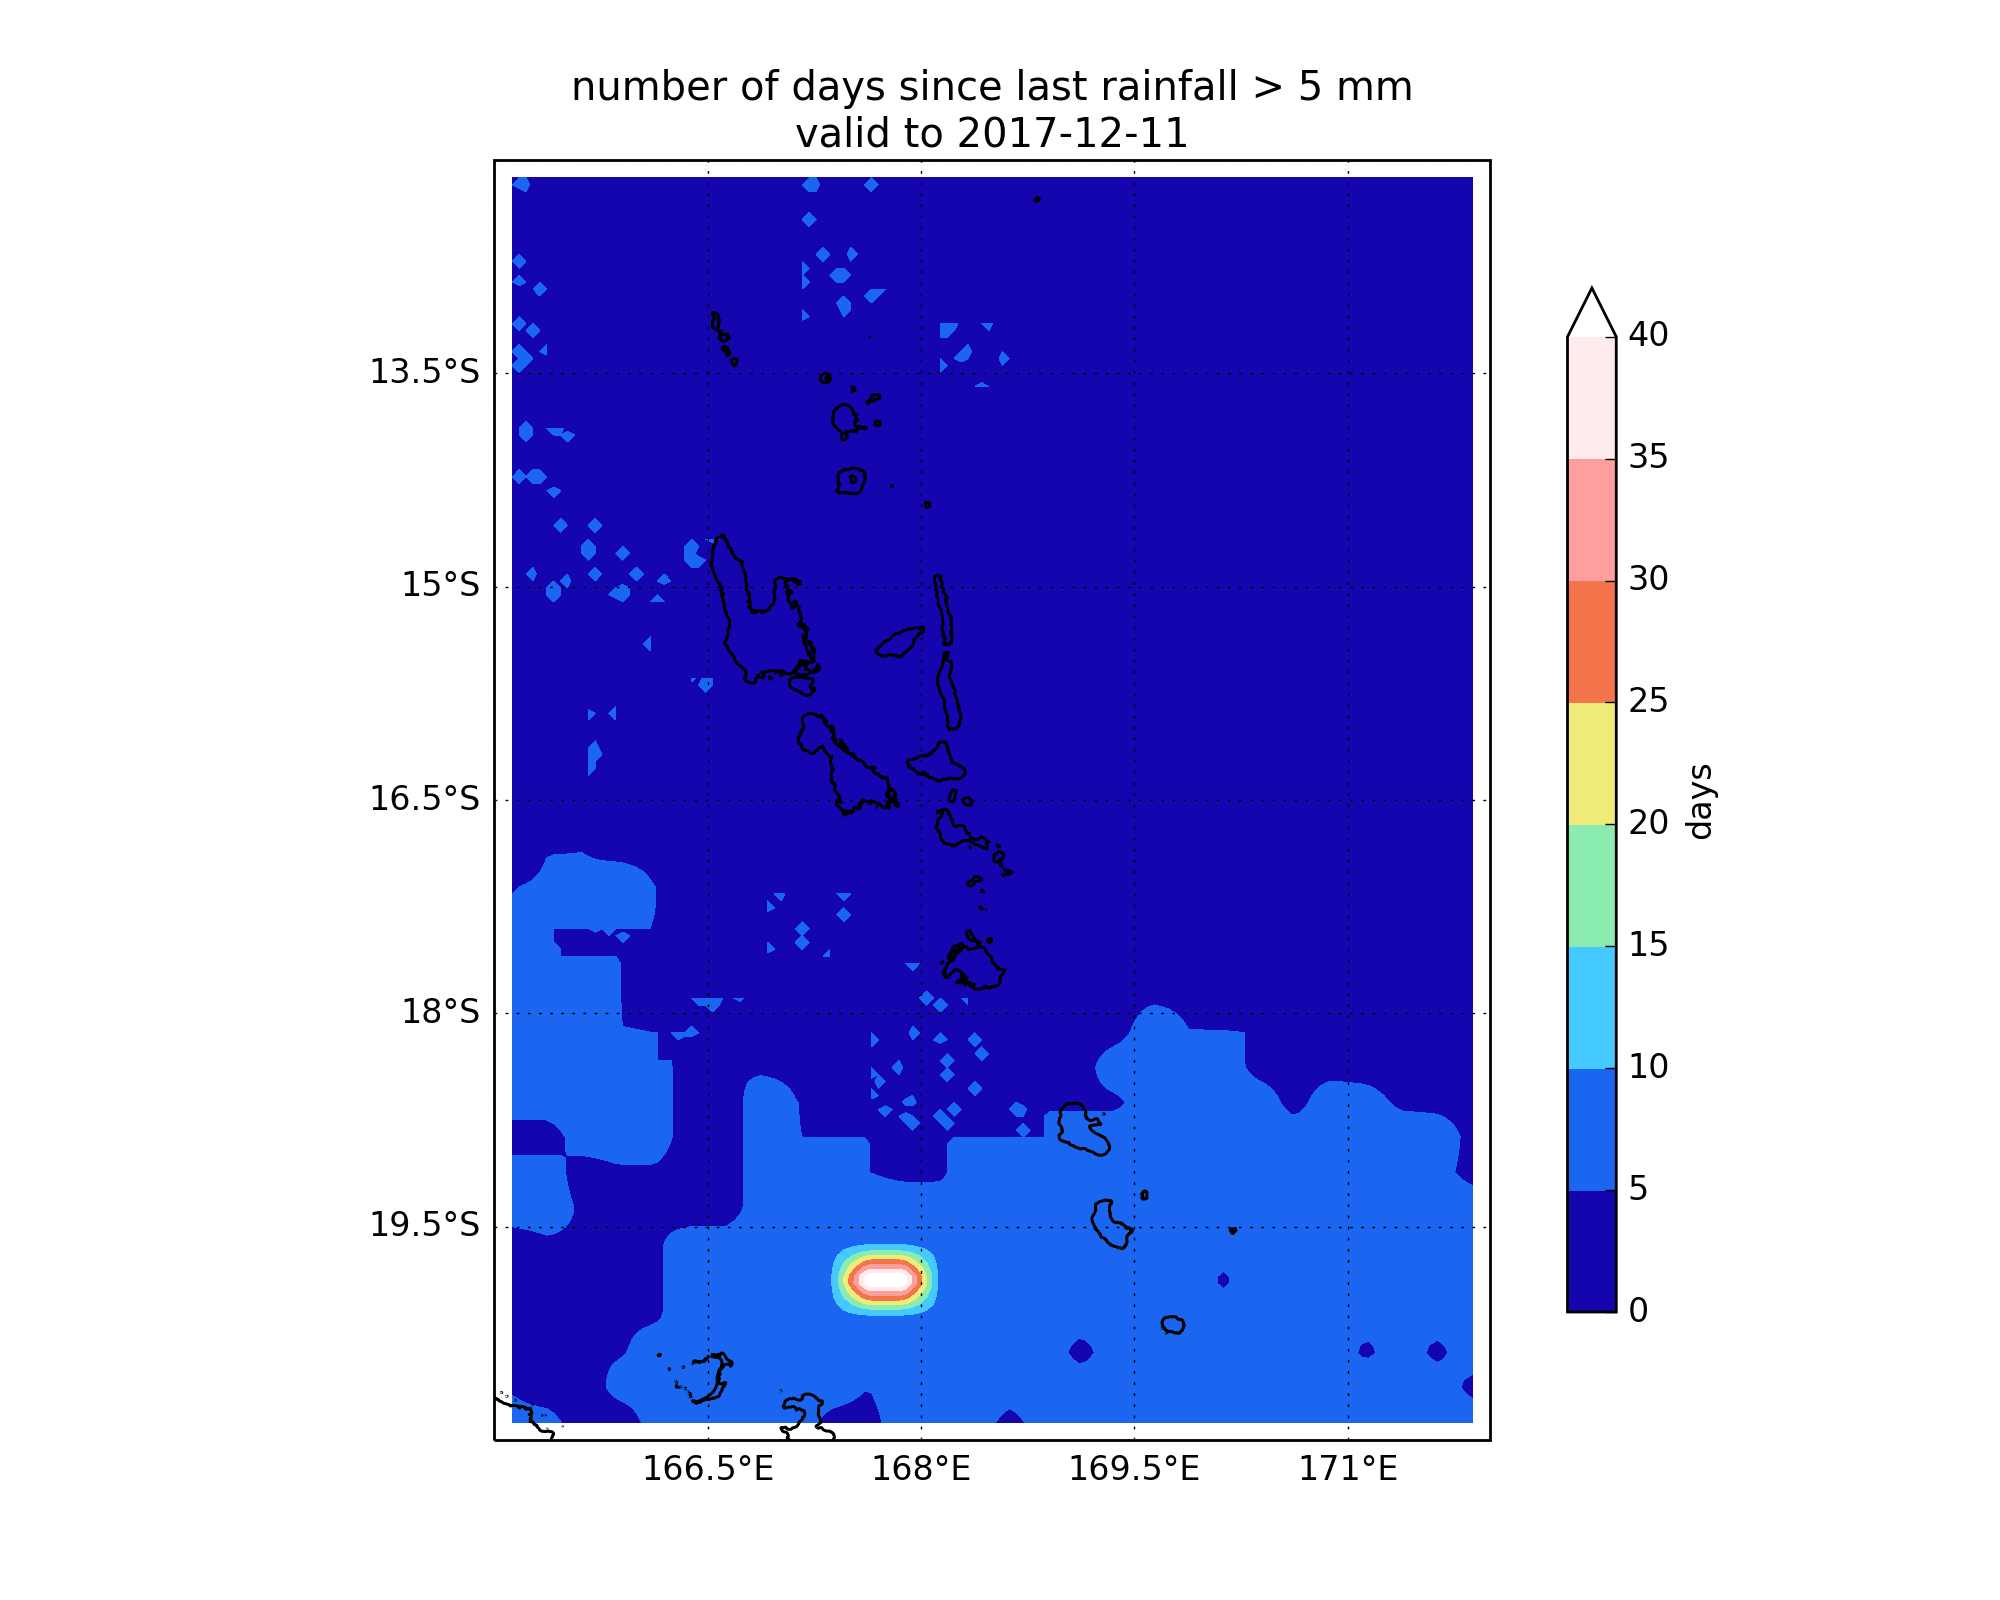 number of days since last rainfall > 5 mm
valid to 2017-12-11
13.5°S
15°S
16.5°S
18°S
19.5°S
166.5°E
168°E
169.5°E
171°E
40
35
30
25
20
15
10
5
0
days